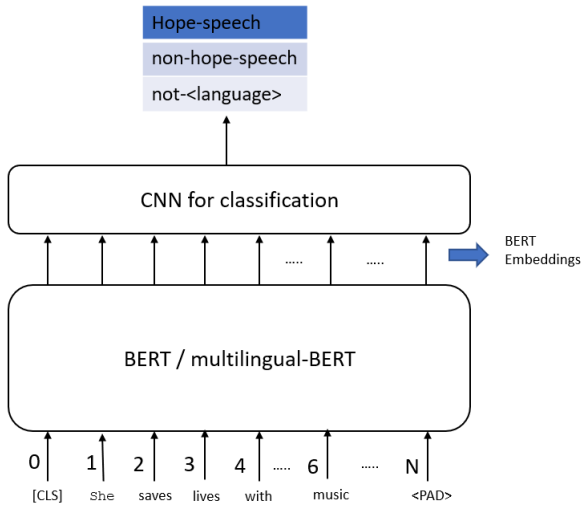 Hope-speech
non-hope-speech
not-<language>
CNN for classification
BERT
Embeddings
..... .....
BERT / multilingual-BERT
0 1 2 3 4 ..... 6 ..... N
[CLS] She saves lives with music <PAD>